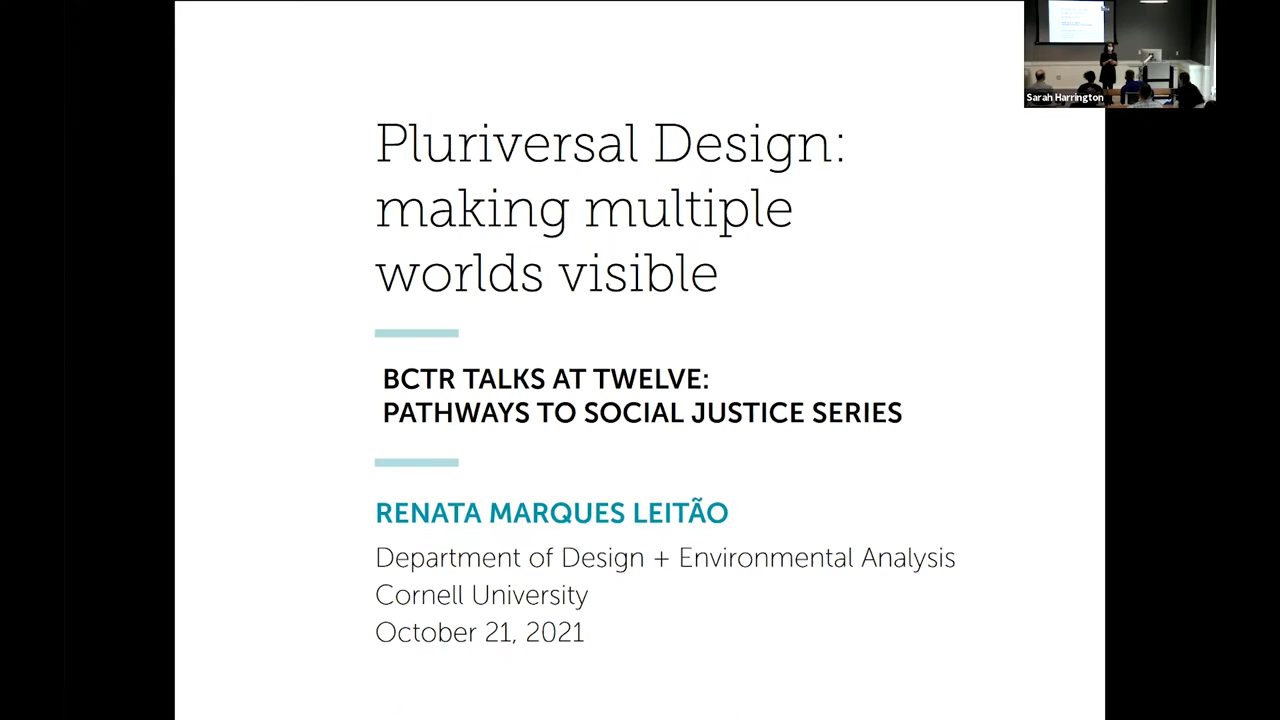 Pluriversal Design:
making multiple
worlds visible
BCTR TALKS AT TWELVE:
PATHWAYS TO SOCIAL JUSTICE SERIES
RENATA MARQUES LEITÃO
Department of Design + Environmental Analysis
Cornell University
October 21, 2021
Sarah Harrington